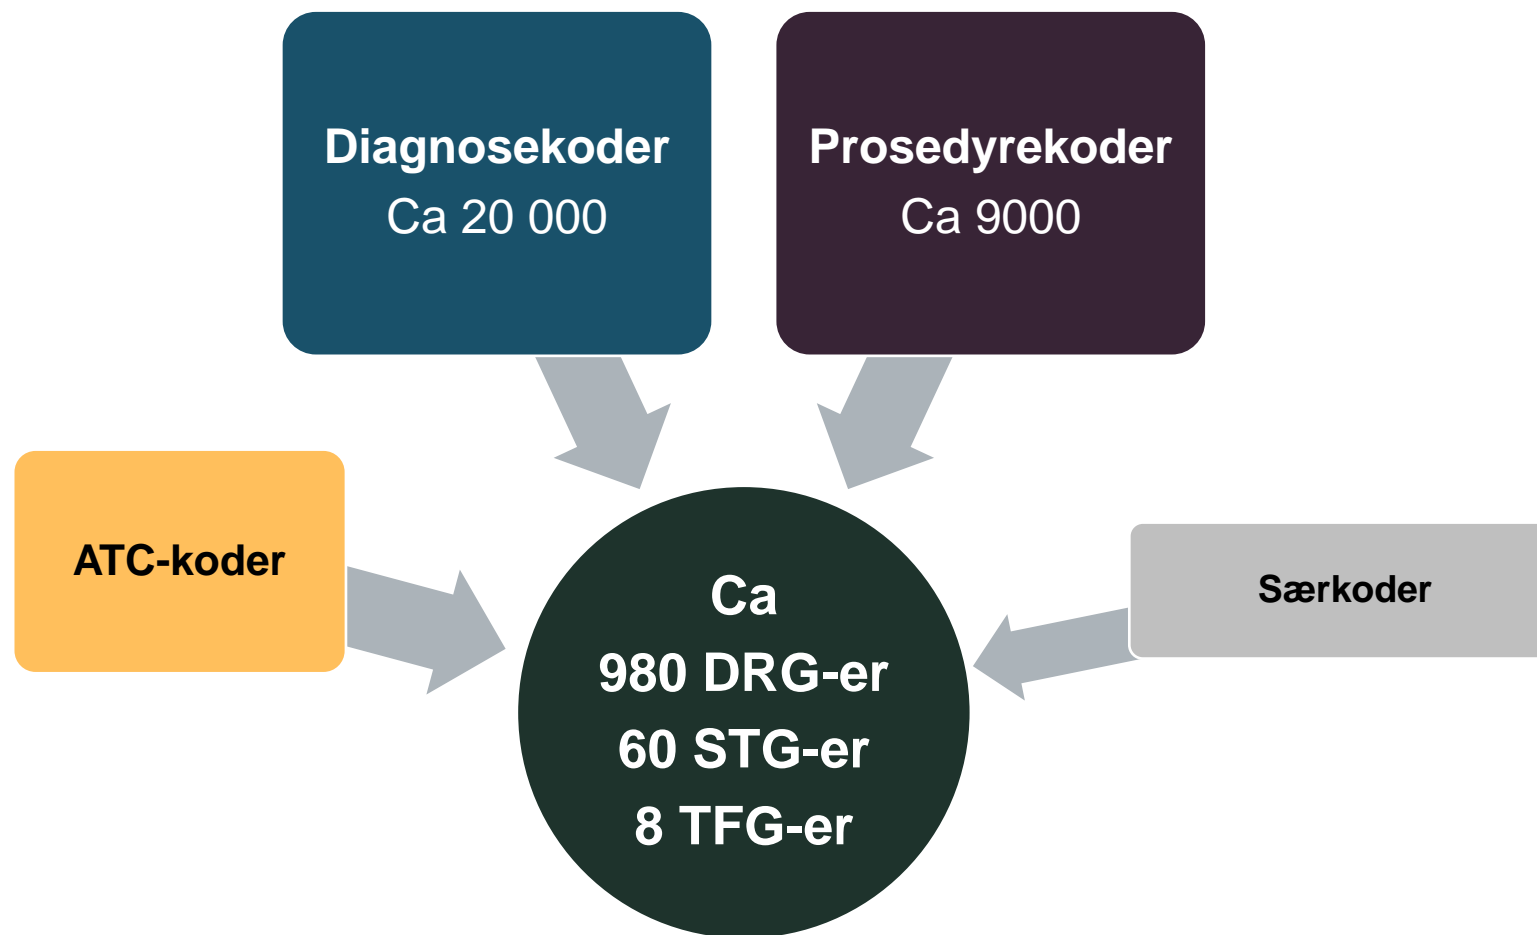 Diagnosekoder
Ca 20 000
Prosedyrekoder
Ca 9000
ATC-koder
Særkoder
Ca
980 DRG-er
60 STG-er
8 TFG-er